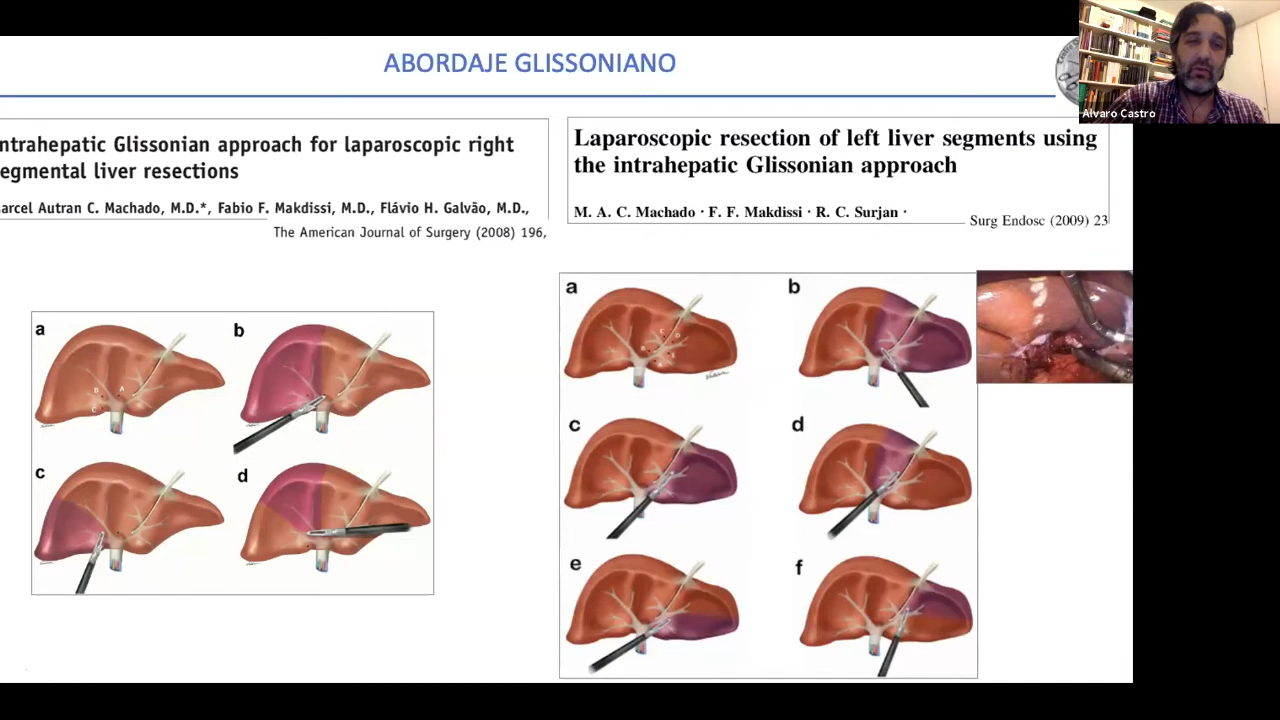 ABORDAJE GLISSONIANO
Alvaro Castro
ntrahepatic Glissonian approach for laparoscopic right
egmental liver resections
arcel Autran C. Machado, M.D.*, Fabio F. Makdissi, M.D., Flávio H. Galvão, M.D.,
The American Journal of Surgery (2008) 196,
Laparoscopic resection of left liver segments using
the intrahepatic Glissonian approach
M. A. C. Machado · F. F. Makdissi · R. C. Surjan ·
Surg Endosc (2009) 23
a
b
B
A
C
c
d
a
b
c
d
e
f